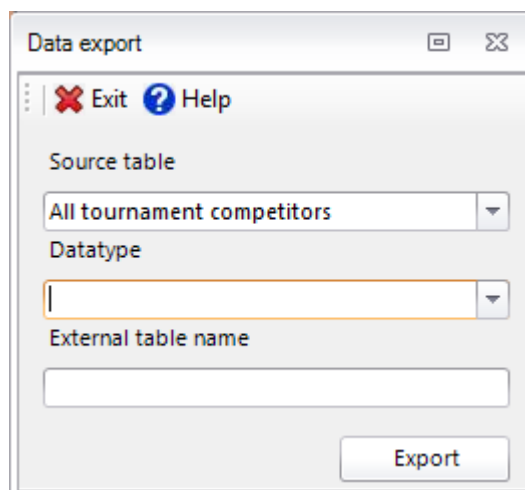 Data export
Exit Help
Source table
All tournament competitors
Datatype
External table name
Export